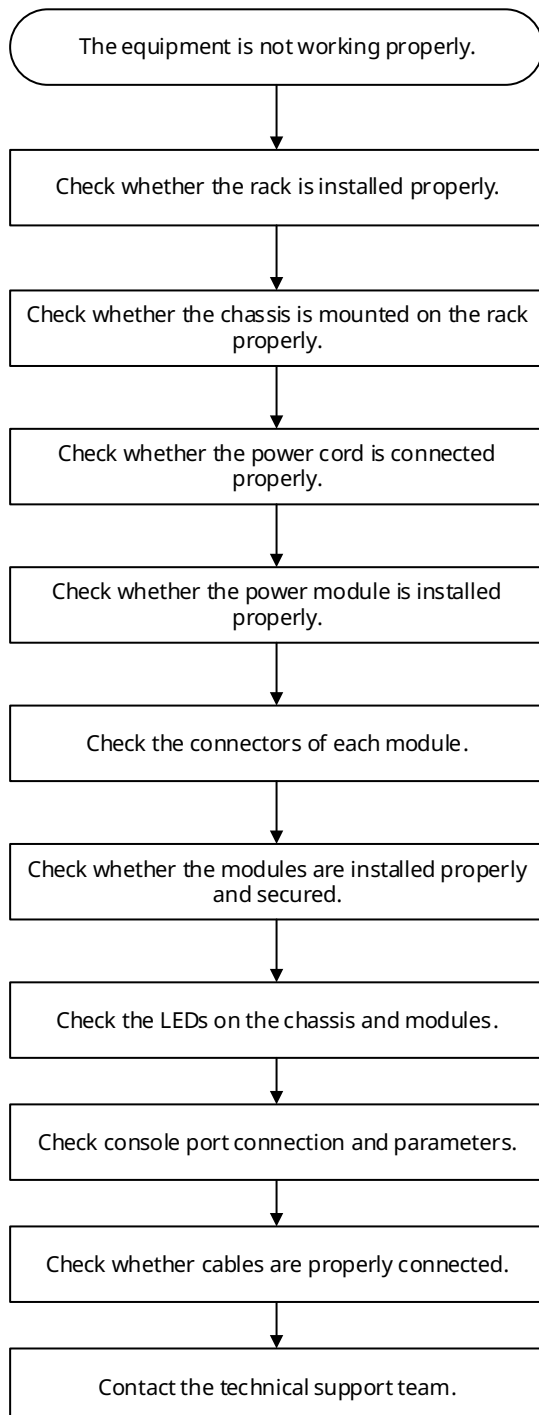 The equipment is not working properly.
Check whether the rack is installed properly.
Check whether the chassis is mounted on the rack
properly.
Check whether the power cord is connected
properly.
Check whether the power module is installed
properly.
Check the connectors of each module.
Check whether the modules are installed properly
and secured.
Check the LEDs on the chassis and modules.
Check console port connection and parameters.
Check whether cables are properly connected.
Contact the technical support team.